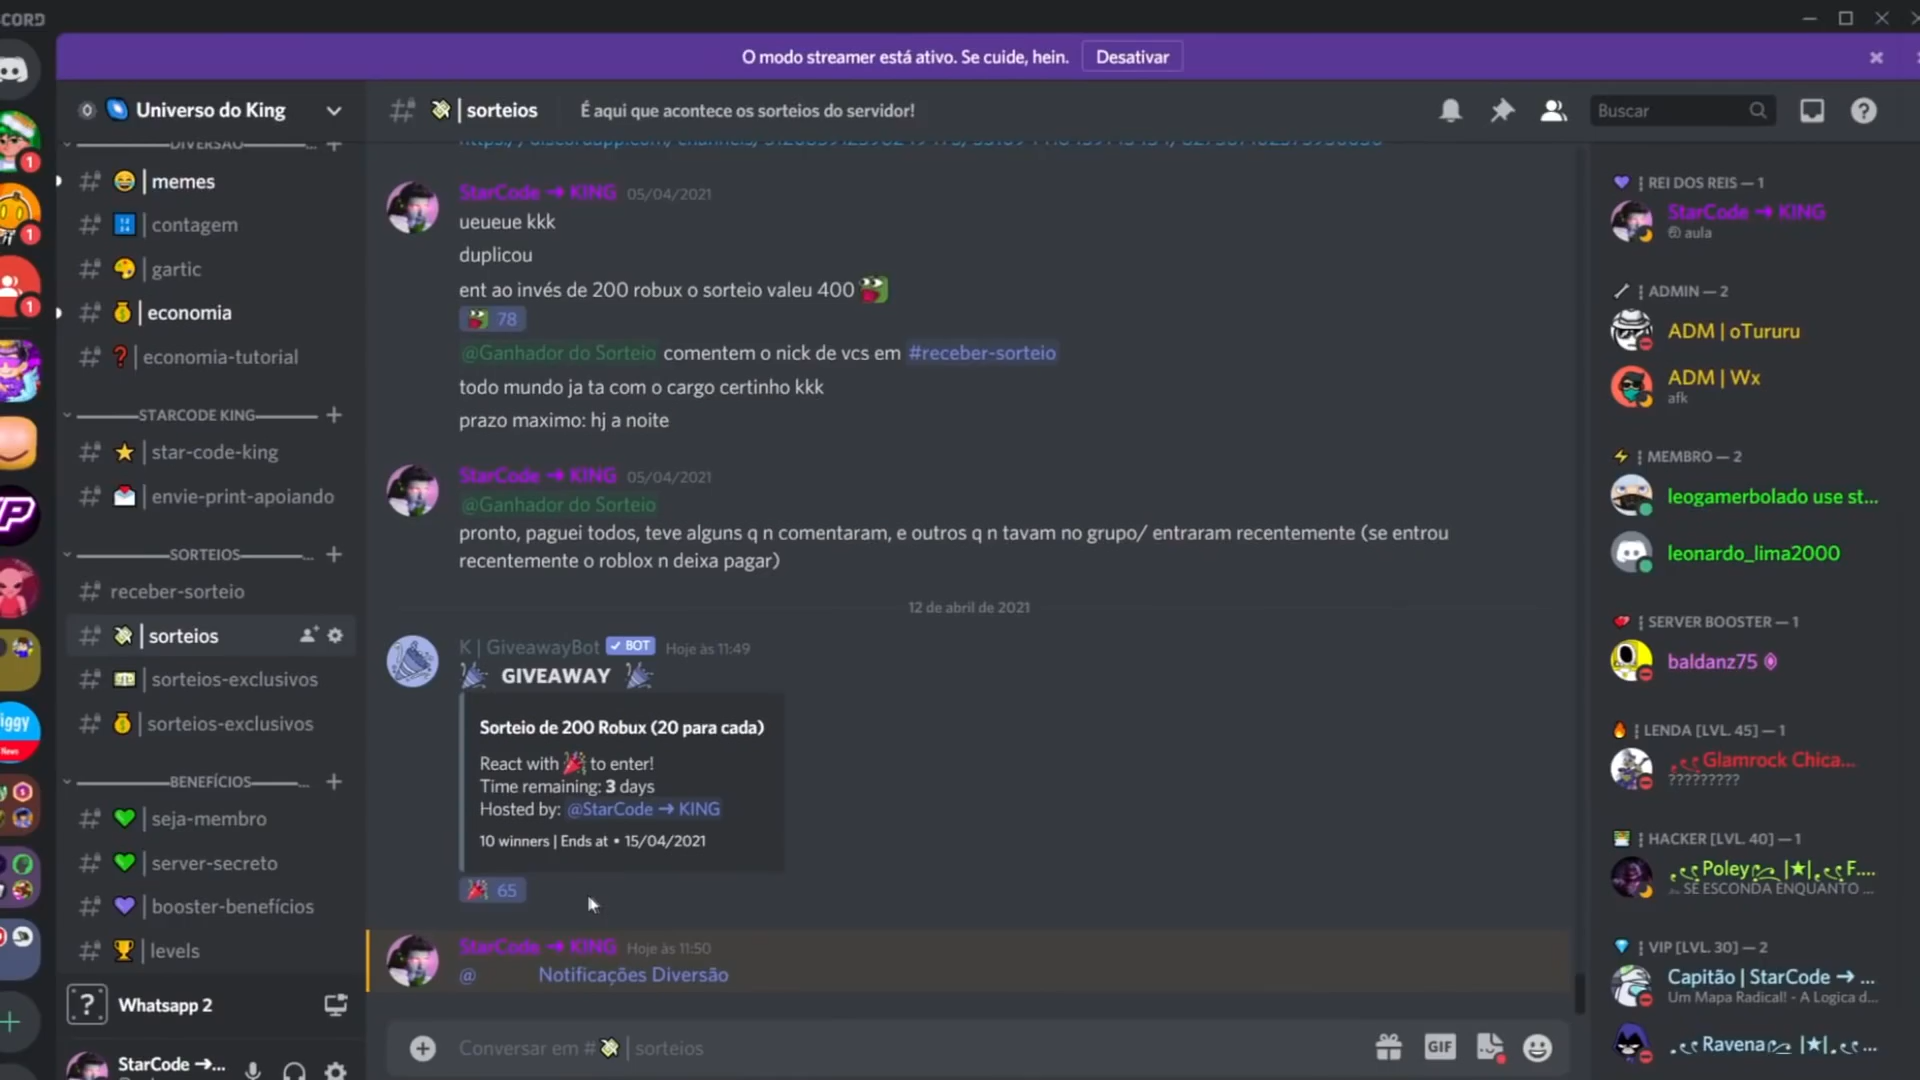 CORD
O modo streamer está ativo. Se cuide, hein. Desativar
Universo do King
| sorteios É aqui que acontece os sorteios do servidor!
Buscar
DIVERSÃO
| memes
| contagem
| gartic
| economia
| economia-tutorial
STARCODE KING
| star-code-king
| envie-print-apoiando
SORTEIOS
receber-sorteio
| sorteios
| sorteios-exclusivos
| sorteios-exclusivos
BENEFÍCIOS
| seja-membro
| server-secreto
| booster-benefícios
| levels
Whatsapp 2
StarCode →...
StarCode → KING 05/04/2021
ueueue kkk
duplicou
ent ao invés de 200 robux o sorteio valeu 400
78
@Ganhador do Sorteio comentem o nick de vcs em #receber-sorteio
todo mundo ja ta com o cargo certinho kkk
prazo maximo: hj a noite
StarCode → KING 05/04/2021
@Ganhador do Sorteio
pronto, paguei todos, teve alguns q n comentaram, e outros q n tavam no grupo/ entraram recentemente (se entrou
recentemente o roblox n deixa pagar)
12 de abril de 2021
K | GiveawayBot BOT Hoje às 11:49
GIVEAWAY
Sorteio de 200 Robux (20 para cada)
React with to enter!
Time remaining: 3 days
Hosted by: @StarCode → KING
10 winners | Ends at • 15/04/2021
65
StarCode → KING Hoje às 11:50
@ Notificações Diversão
Conversar em # | sorteios
GIF
REI DOS REIS — 1
StarCode → KING
aula
ADMIN — 2
ADM | oTururu
ADM | Wx
afk
MEMBRO — 2
leogamerbolado use st...
leonardo_lima2000
SERVER BOOSTER — 1
baldanz75
LENDA [LVL. 45] — 1
Glamrock Chica...
?????????
HACKER [LVL. 40] — 1
Poley |★| F....
SE ESCONDA ENQUANTO ...
VIP [LVL. 30] — 2
Capitão | StarCode → ...
Um Mapa Radical! - A Logica d...
Ravena |★| ...